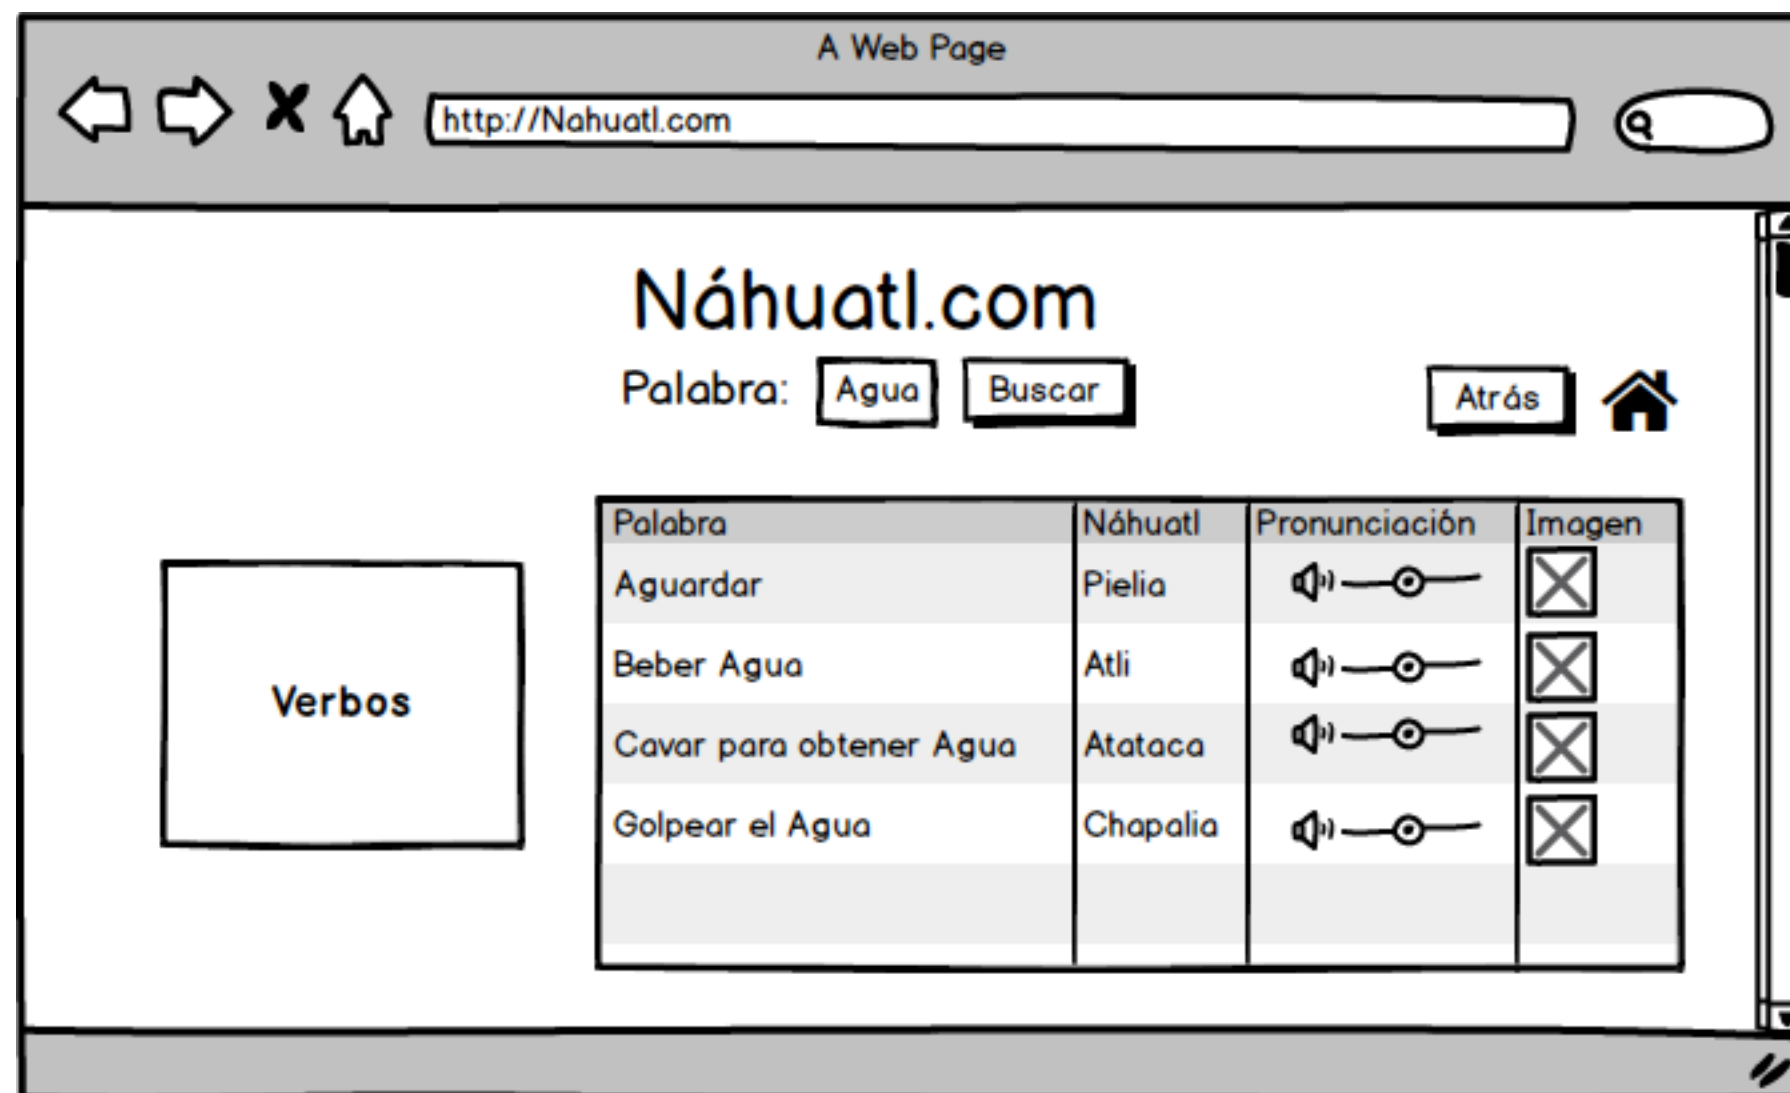 A Web Page
http://Nahuatl.com
Náhuatl.com
Palabra: Agua Buscar Atrás
Verbos
Palabra Náhuatl Pronunciación Imagen
Aguardar Pielia
Beber Agua Atli
Cavar para obtener Agua Atataca
Golpear el Agua Chapalia